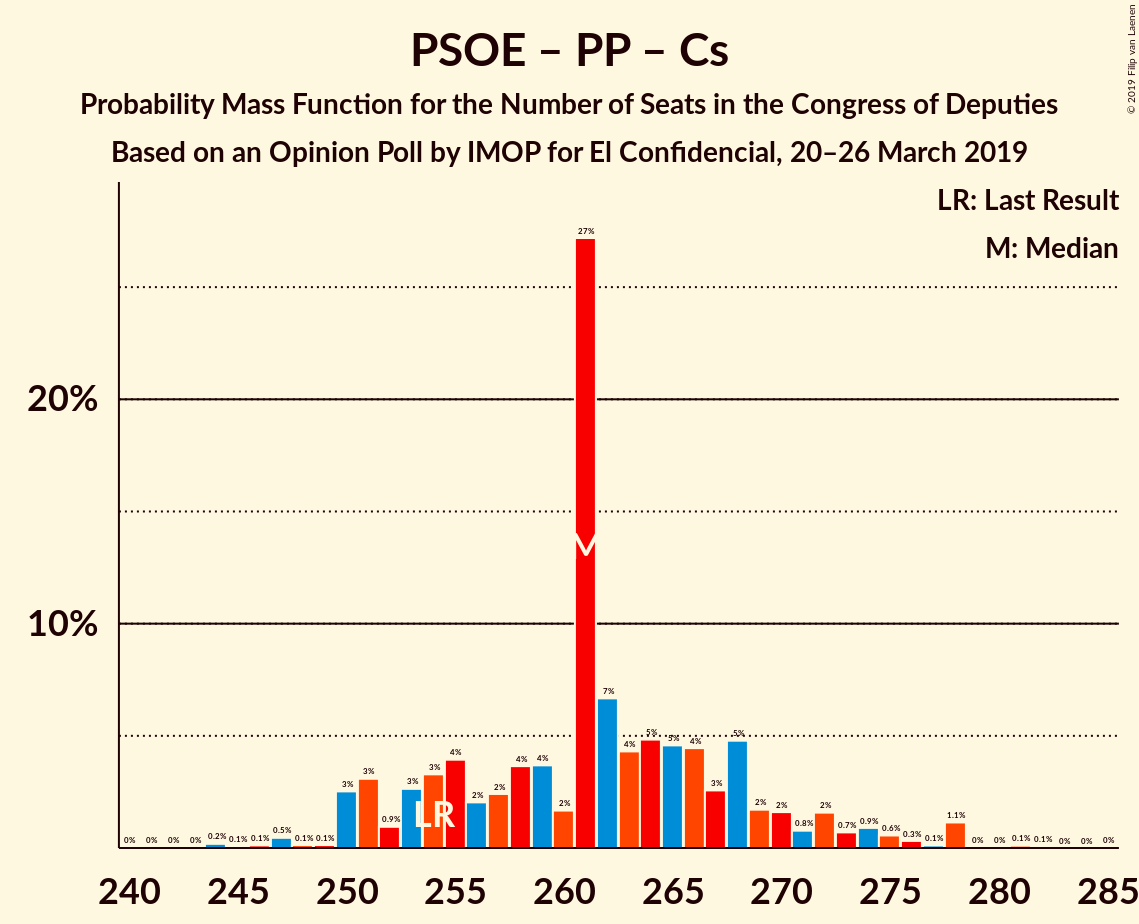 PSOE – PP – Cs
Probability Mass Function for the Number of Seats in the Congress of Deputies
Based on an Opinion Poll by IMOP for El Confidencial, 20–26 March 2019
© 2019 Filip van Laenen
LR: Last Result
M: Median
20%
10%
0% 0% 0% 0% 0.2% 0.1% 0.1% 0.5% 0.1% 0.1% 3% 3% 0.9% 3% 3% 4% 2% 2% 4% 4% 2% 27% 7% 4% 5% 5% 4% 3% 5% 2% 2% 0.8% 2% 0.7% 0.9% 0.6% 0.3% 0.1% 1.1% 0% 0% 0.1% 0.1% 0% 0% 0%
M
LR
240 245 250 255 260 265 270 275 280 285